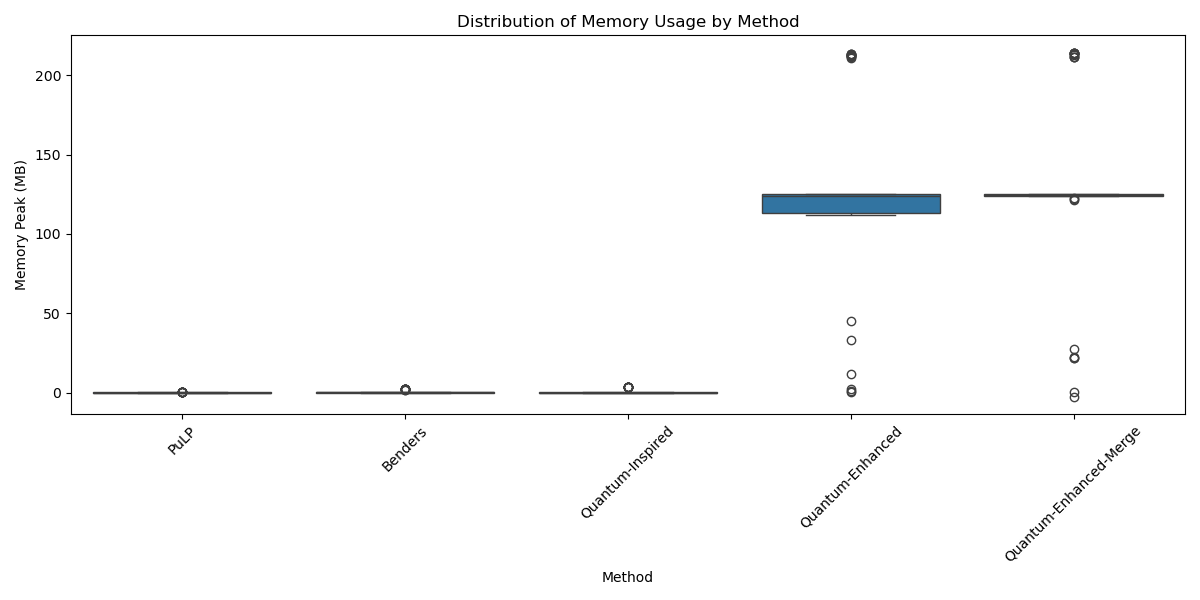 Distribution of Memory Usage by Method
Memory Peak (MB)
200
150
100
50
0
PuLP
Benders
Quantum-Inspired
Quantum-Enhanced
Quantum-Enhanced-Merge
Method